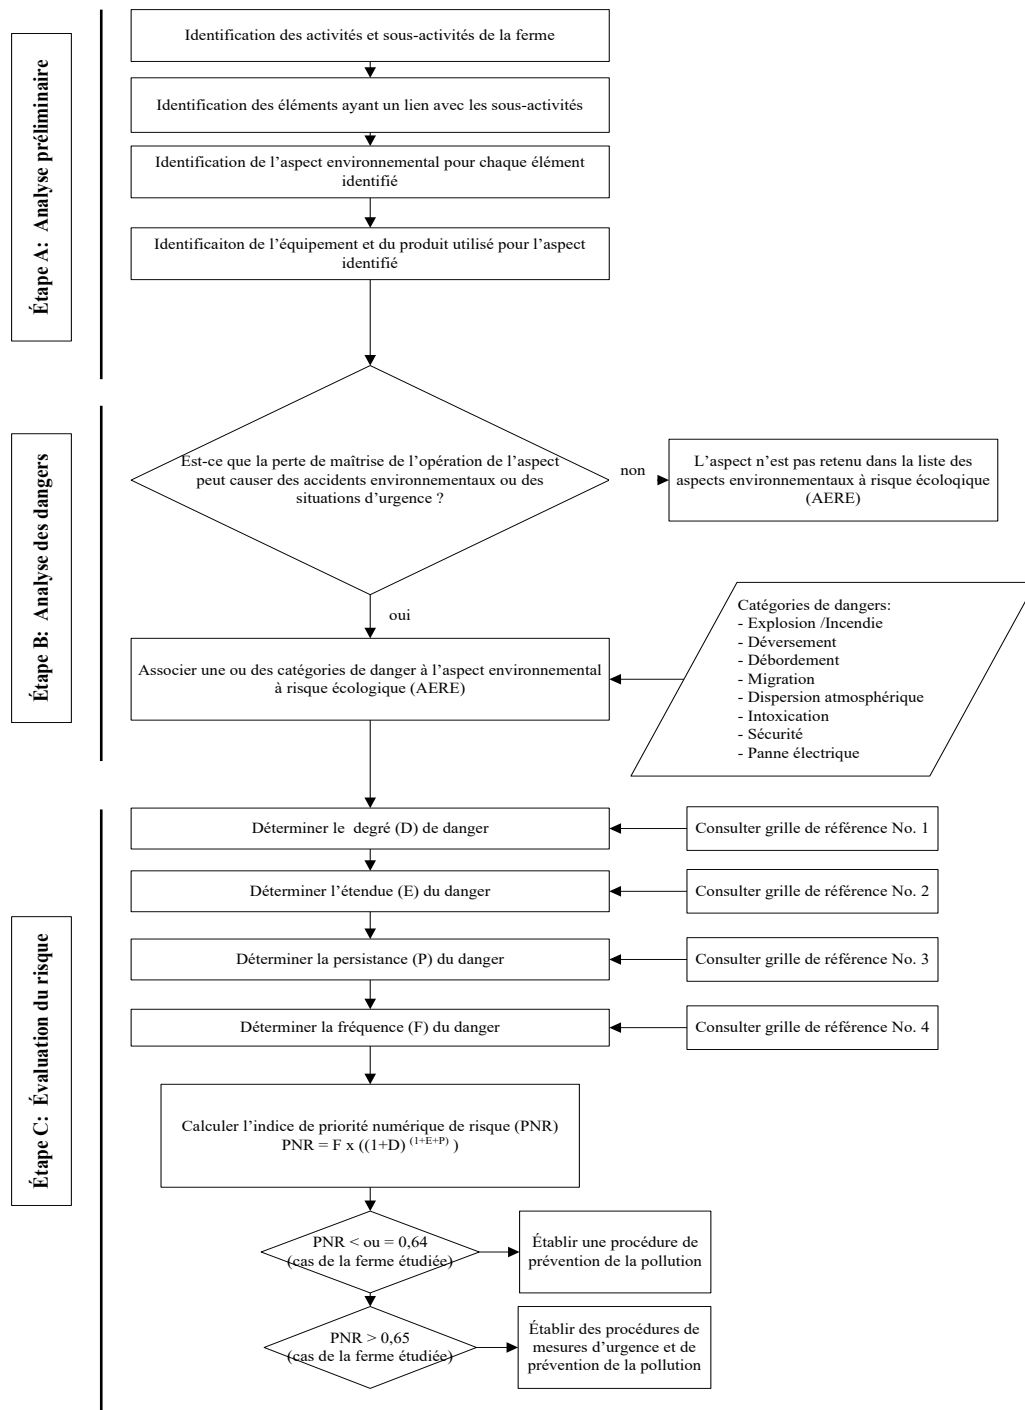 Étape A: Analyse préliminaire
Identification des activités et sous-activités de la ferme
Identification des éléments ayant un lien avec les sous-activités
Identification de l'aspect environnemental pour chaque élément
identifié
Identificaiton de l'équipement et du produit utilisé pour l'aspect
identifié
Étape B: Analyse des dangers
Est-ce que la perte de maîtrise de l'opération de l'aspect
peut causer des accidents environmentaux ou des
situations d'urgence ?
non
L'aspect n'est pas retenu dans la liste des
aspects environnementaux à risque écoloqique
(AERE)
oui
Associer une ou des catégories de danger à l'aspect environnemental
à risque écologique (AERE)
Catégories de dangers:
- Explosion /Incendie
- Déversement
- Débordement
- Migration
- Dispersion atmosphérique
- Intoxication
- Sécurité
- Panne électrique
Étape C: Évaluation du risque
Déterminer le degré (D) de danger
Consulter grille de référence No. 1
Déterminer l'étendue (E) du danger
Consulter grille de référence No. 2
Déterminer la persistance (P) du danger
Consulter grille de référence No. 3
Déterminer la fréquence (F) du danger
Consulter grille de référence No. 4
Calculer l'indice de priorité numérique de risque (PNR)
PNR = F x ((1+D) (1+E+P) )
PNR < ou = 0,64
(cas de la ferme étudiée)
Établir une procédure de
prévention de la pollution
PNR > 0,65
(cas de la ferme étudiée)
Établir des procédures de
mesures d'urgence et de
prévention de la pollution